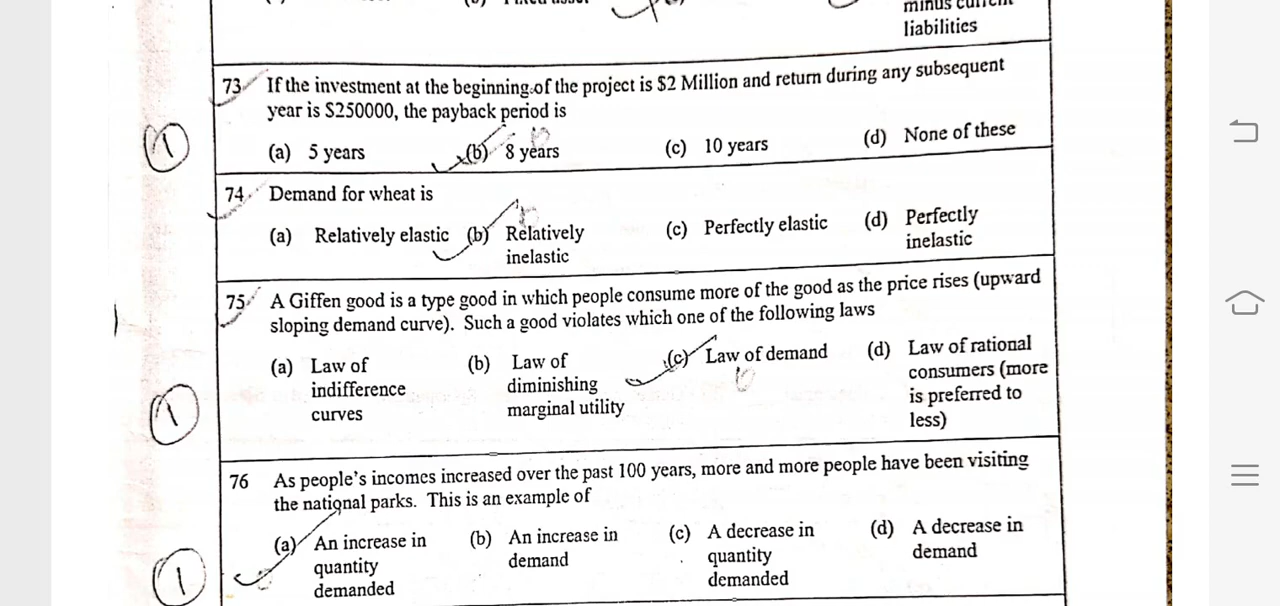 liabilities
73 If the investment at the beginning of the project is $2 Million and return during any subsequent
year is $250000, the payback period is
(a) 5 years (b) 8 years (c) 10 years (d) None of these
74 Demand for wheat is
(a) Relatively elastic (b) Relatively inelastic (c) Perfectly elastic (d) Perfectly inelastic
75 A Giffen good is a type good in which people consume more of the good as the price rises (upward
sloping demand curve). Such a good violates which one of the following laws
(a) Law of indifference curves (b) Law of diminishing marginal utility (c) Law of demand (d) Law of rational consumers (more is preferred to less)
76 As people's incomes increased over the past 100 years, more and more people have been visiting
the national parks. This is an example of
(a) An increase in quantity demanded (b) An increase in demand (c) A decrease in quantity demanded (d) A decrease in demand
1
1
1